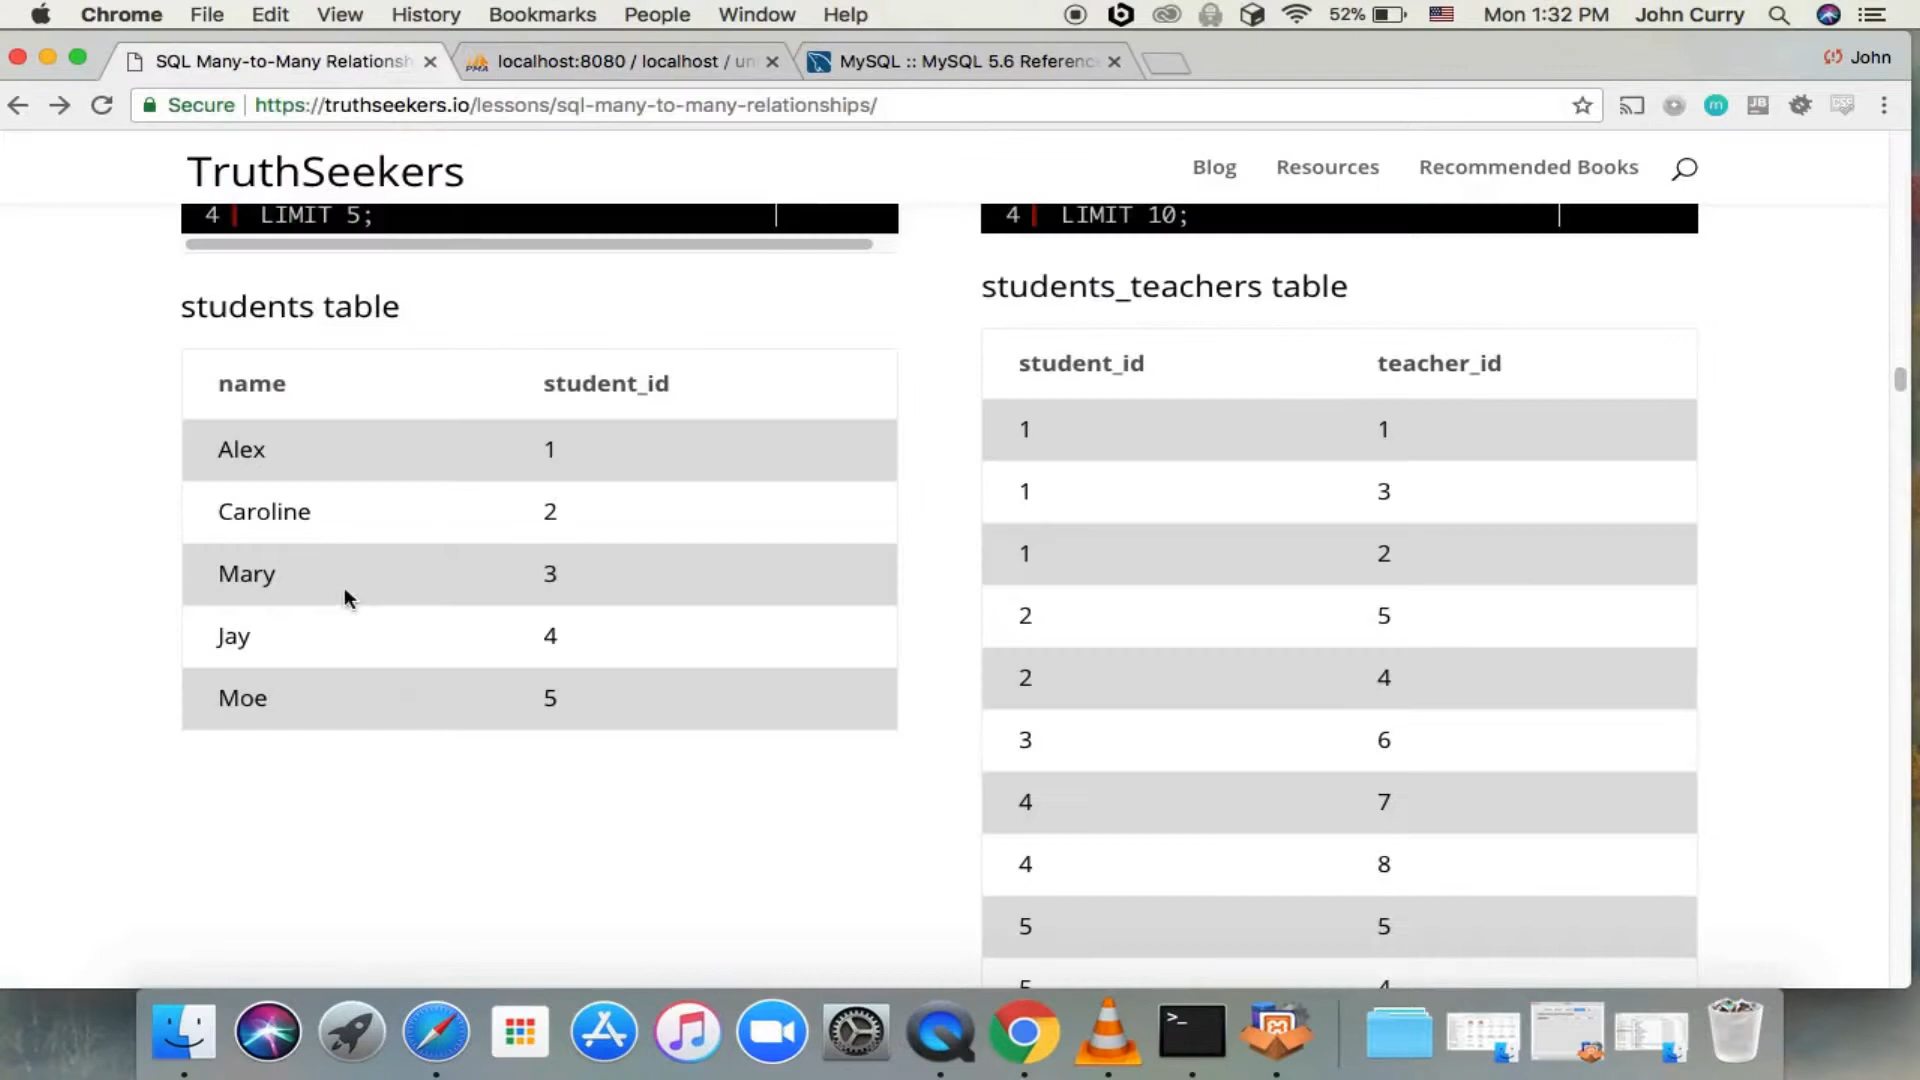 Chrome File Edit View History Bookmarks People Window Help 52% Mon 1:32 PM John Curry
SQL Many-to-Many Relationsh localhost:8080 / localhost / un MySQL :: MySQL 5.6 Referenc John
Secure https://truthseekers.io/lessons/sql-many-to-many-relationships/
TruthSeekers Blog Resources Recommended Books
4 LIMIT 5;
students table
name student_id
Alex 1
Caroline 2
Mary 3
Jay 4
Moe 5
4 LIMIT 10;
students_teachers table
student_id teacher_id
1 1
1 3
1 2
2 5
2 4
3 6
4 7
4 8
5 5
5 4